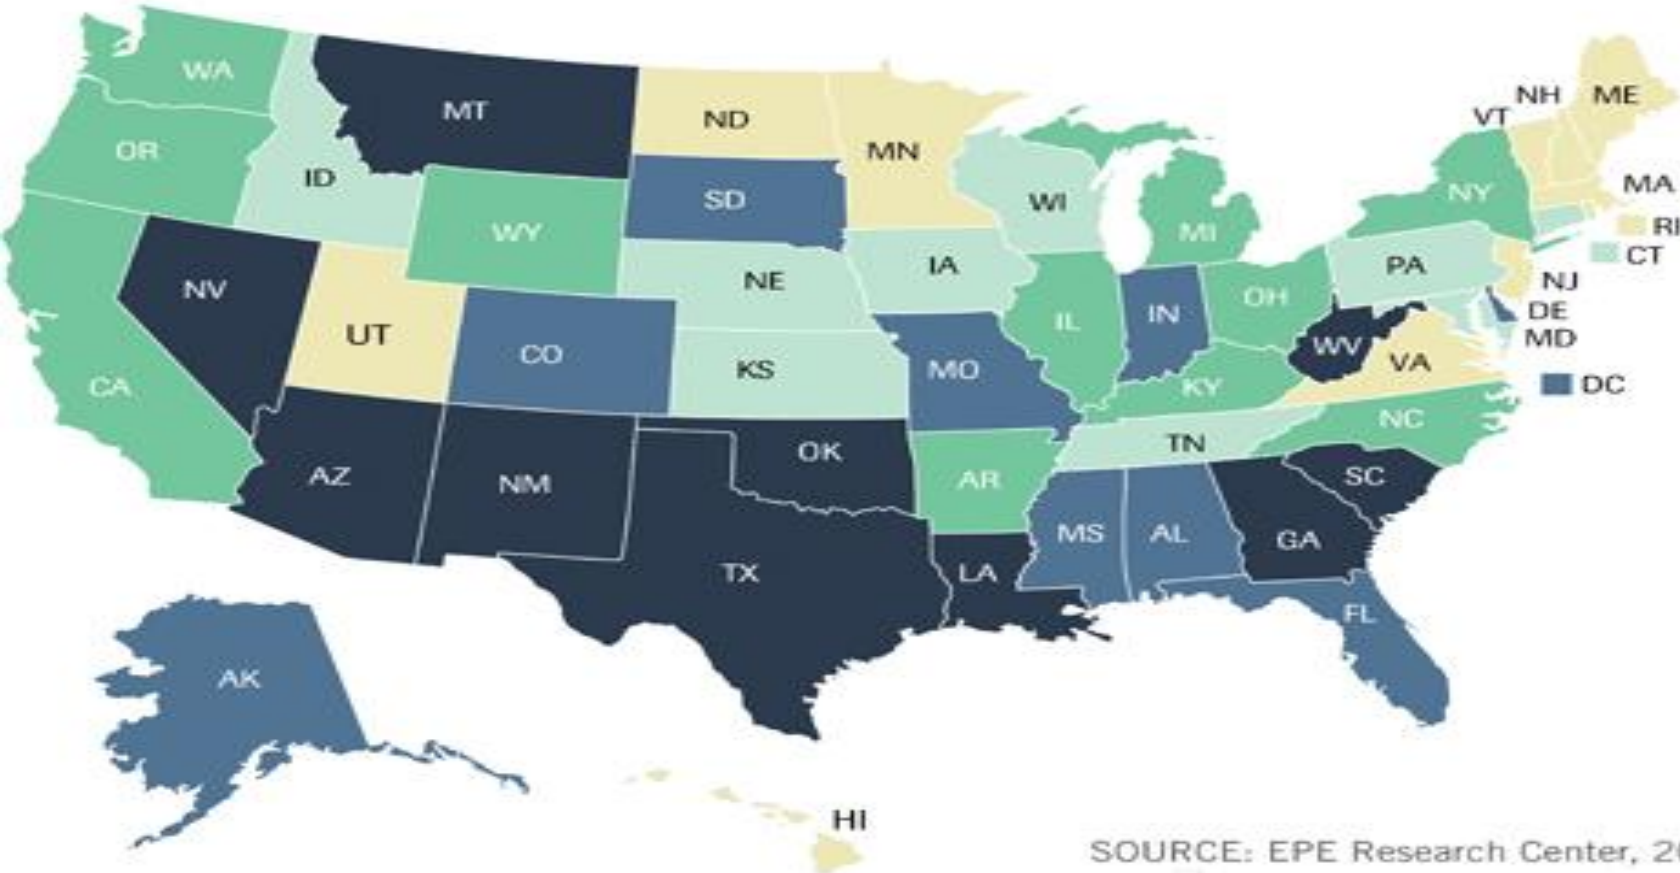 WA
MT
ND
MN
NH
ME
VT
OR
ID
SD
WI
MI
NY
MA
RI
CT
WY
NE
IA
PA
NJ
DE
MD
NV
UT
CO
KS
MO
IL
IN
OH
WV
VA
DC
CA
KY
NC
AZ
NM
OK
AR
TN
SC
TX
LA
MS
AL
GA
FL
AK
HI
SOURCE: EPE Research Center,